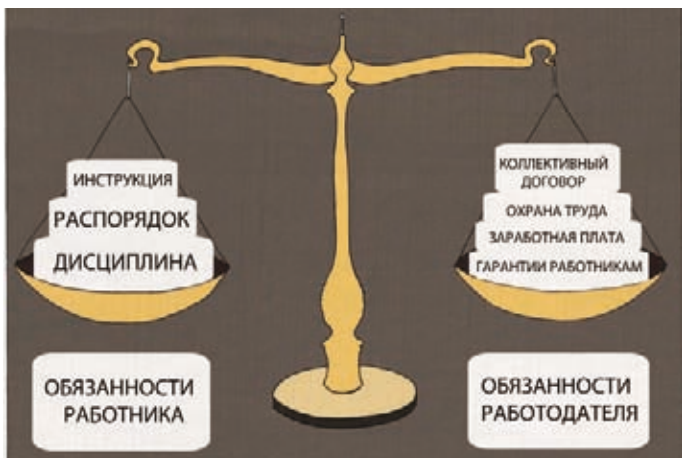 ИНСТРУКЦИЯ
РАСПОРЯДОК
ДИСЦИПЛИНА
ОБЯЗАННОСТИ
РАБОТНИКА
КОЛЛЕКТИВНЫЙ
ДОГОВОР
ОХРАНА ТРУДА
ЗАРАБОТНАЯ ПЛАТА
ГАРАНТИИ РАБОТНИКАМ
ОБЯЗАННОСТИ
РАБОТОДАТЕЛЯ